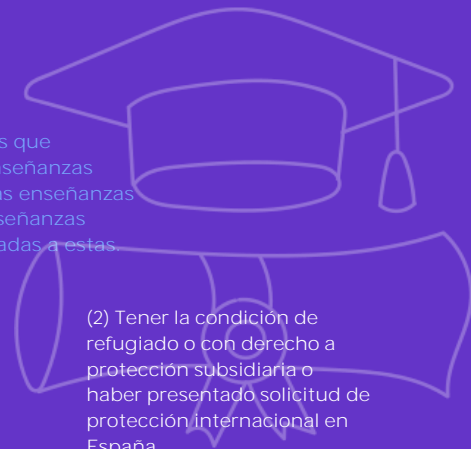 s que
señanzas
as enseñanzas
señanzas
adas a estas.
(2) Tener la condición de
refugiado o con derecho a
protección subsidiaria o
haber presentado solicitud de
protección internacional en
España